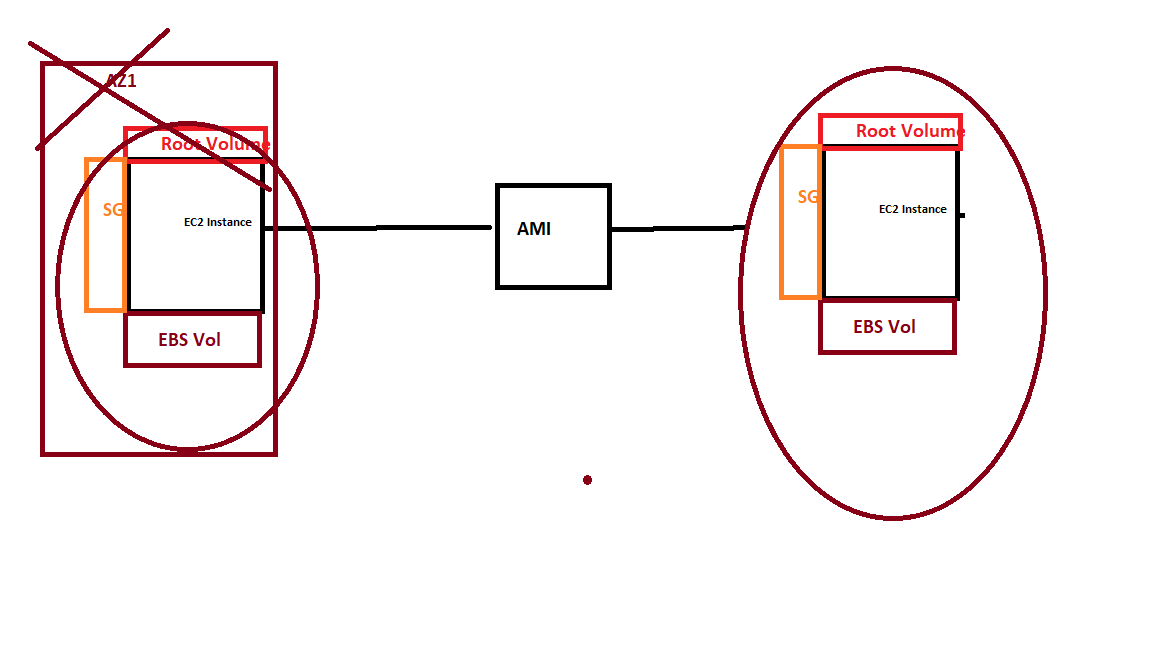 AZ1
Root Volume
SG
EC2 Instance
EBS Vol
AMI
Root Volume
SG
EC2 Instance
EBS Vol